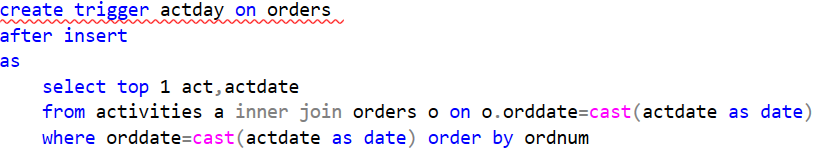 create trigger actday on orders
after insert
as
select top 1 act,actdate
from activities a inner join orders o on o.orddate=cast(actdate as date)
where orddate=cast(actdate as date) order by ordnum